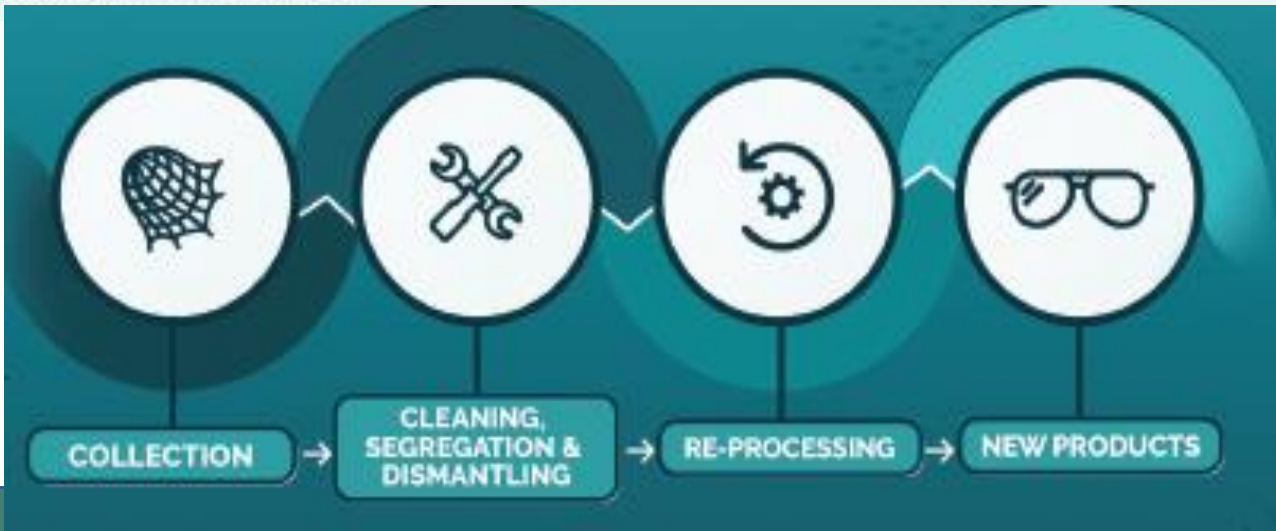 COLLECTION
CLEANING,
SEGREGATION &
DISMANTLING
RE-PROCESSING
NEW PRODUCTS